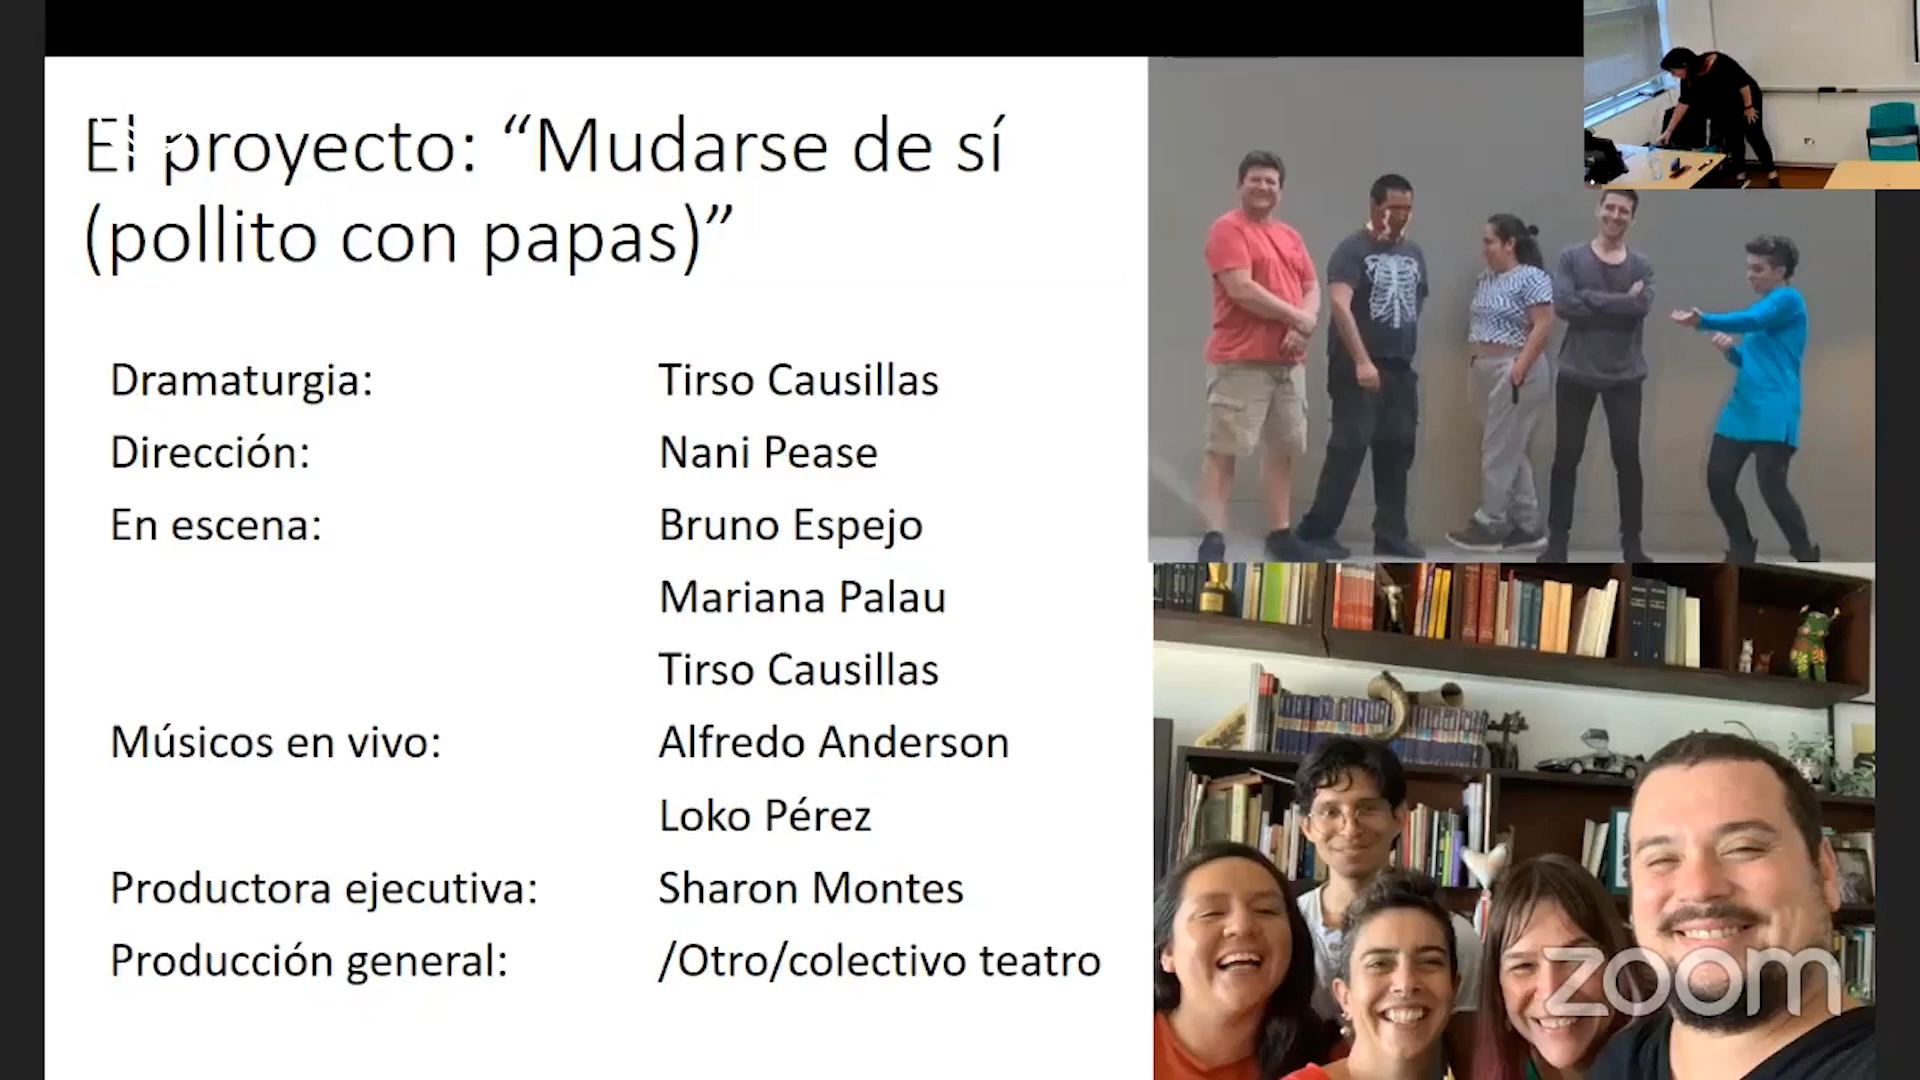 El proyecto: “Mudarse de sí
(pollito con papas)”
Dramaturgia: Tirso Causillas
Dirección: Nani Pease
En escena: Bruno Espejo
Mariana Palau
Tirso Causillas
Músicos en vivo: Alfredo Anderson
Loko Pérez
Productora ejecutiva: Sharon Montes
Producción general: /Otro/colectivo teatro
zoom